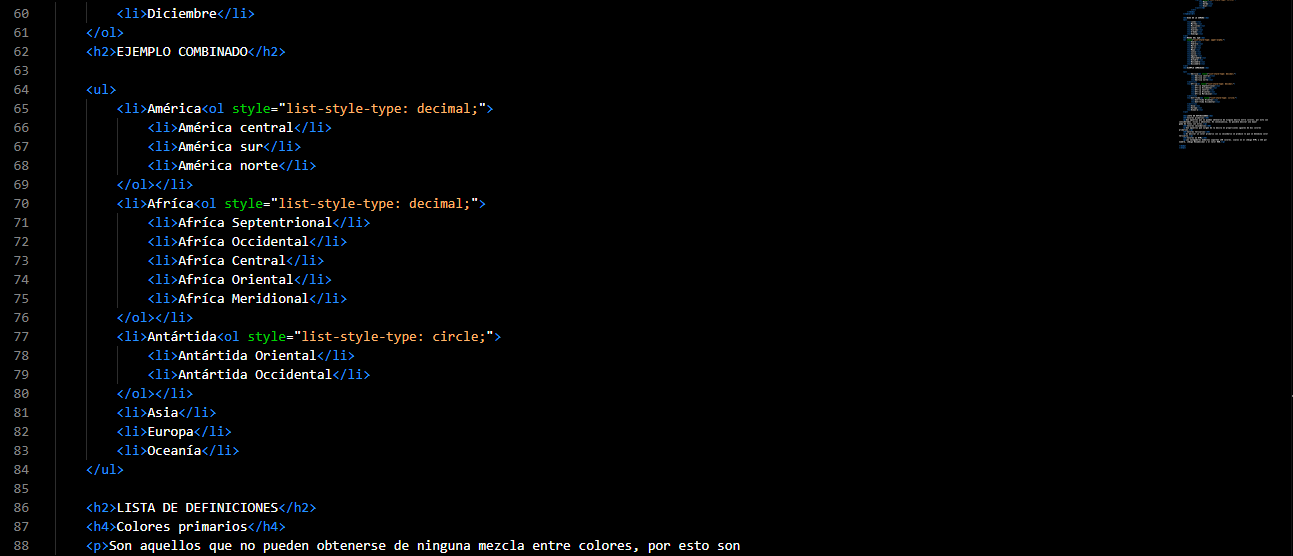 60 <li>Diciembre</li>
61 </ol>
62 <h2>EJEMPLO COMBINADO</h2>
63
64 <ul>
65 <li>América<ol style="list-style-type: decimal;">
66 <li>América central</li>
67 <li>América sur</li>
68 <li>América norte</li>
69 </ol></li>
70 <li>Afríca<ol style="list-style-type: decimal;">
71 <li>Afríca Septentrional</li>
72 <li>Afríca Occidental</li>
73 <li>Afríca Central</li>
74 <li>Afríca Oriental</li>
75 <li>Afríca Meridional</li>
76 </ol></li>
77 <li>Antártida<ol style="list-style-type: circle;">
78 <li>Antártida Oriental</li>
79 <li>Antártida Occidental</li>
80 </ol></li>
81 <li>Asia</li>
82 <li>Europa</li>
83 <li>Oceanía</li>
84 </ul>
85
86 <h2>LISTA DE DEFINICIONES</h2>
87 <h4>Colores primarios</h4>
88 <p>Son aquellos que no pueden obtenerse de ninguna mezcla entre colores, por esto son